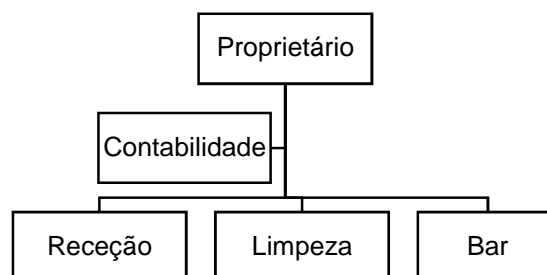 Proprietário
Contabilidade
Receção
Limpeza
Bar